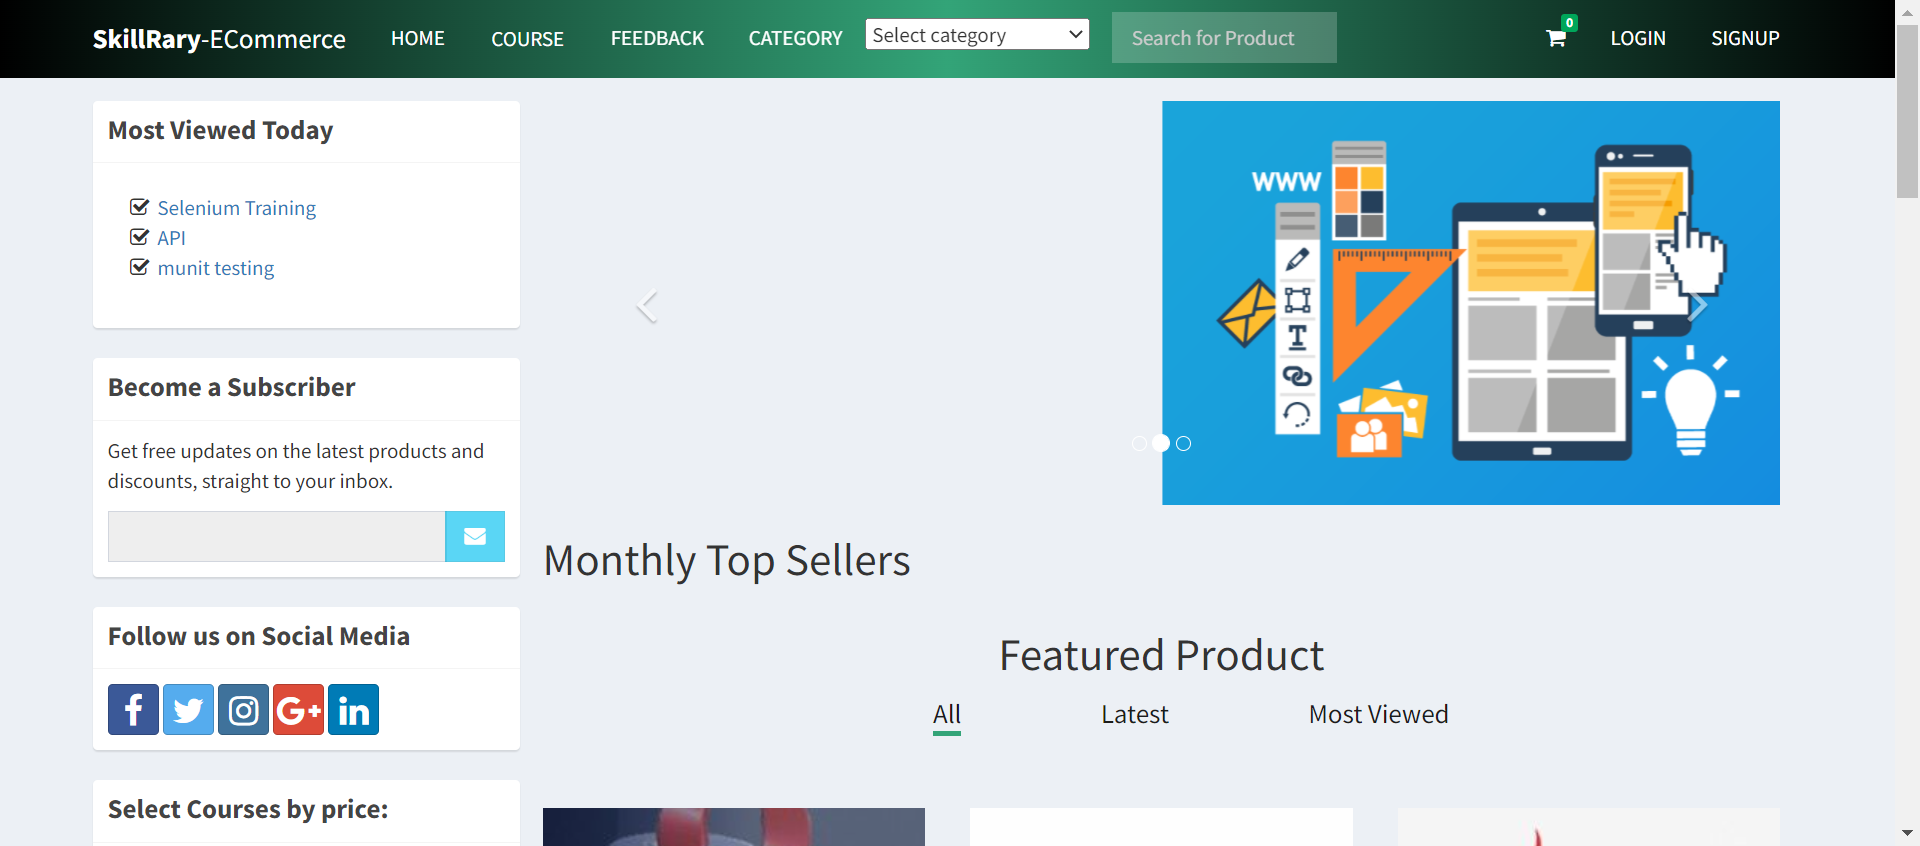 SkillRary-ECommerce HOME COURSE FEEDBACK CATEGORY Select category Search for Product 0 LOGIN SIGNUP
Most Viewed Today
Selenium Training
API
munit testing
WWW
T
Become a Subscriber
Get free updates on the latest products and
discounts, straight to your inbox.
Monthly Top Sellers
Follow us on Social Media
f G+ in
Featured Product
All Latest Most Viewed
Select Courses by price: